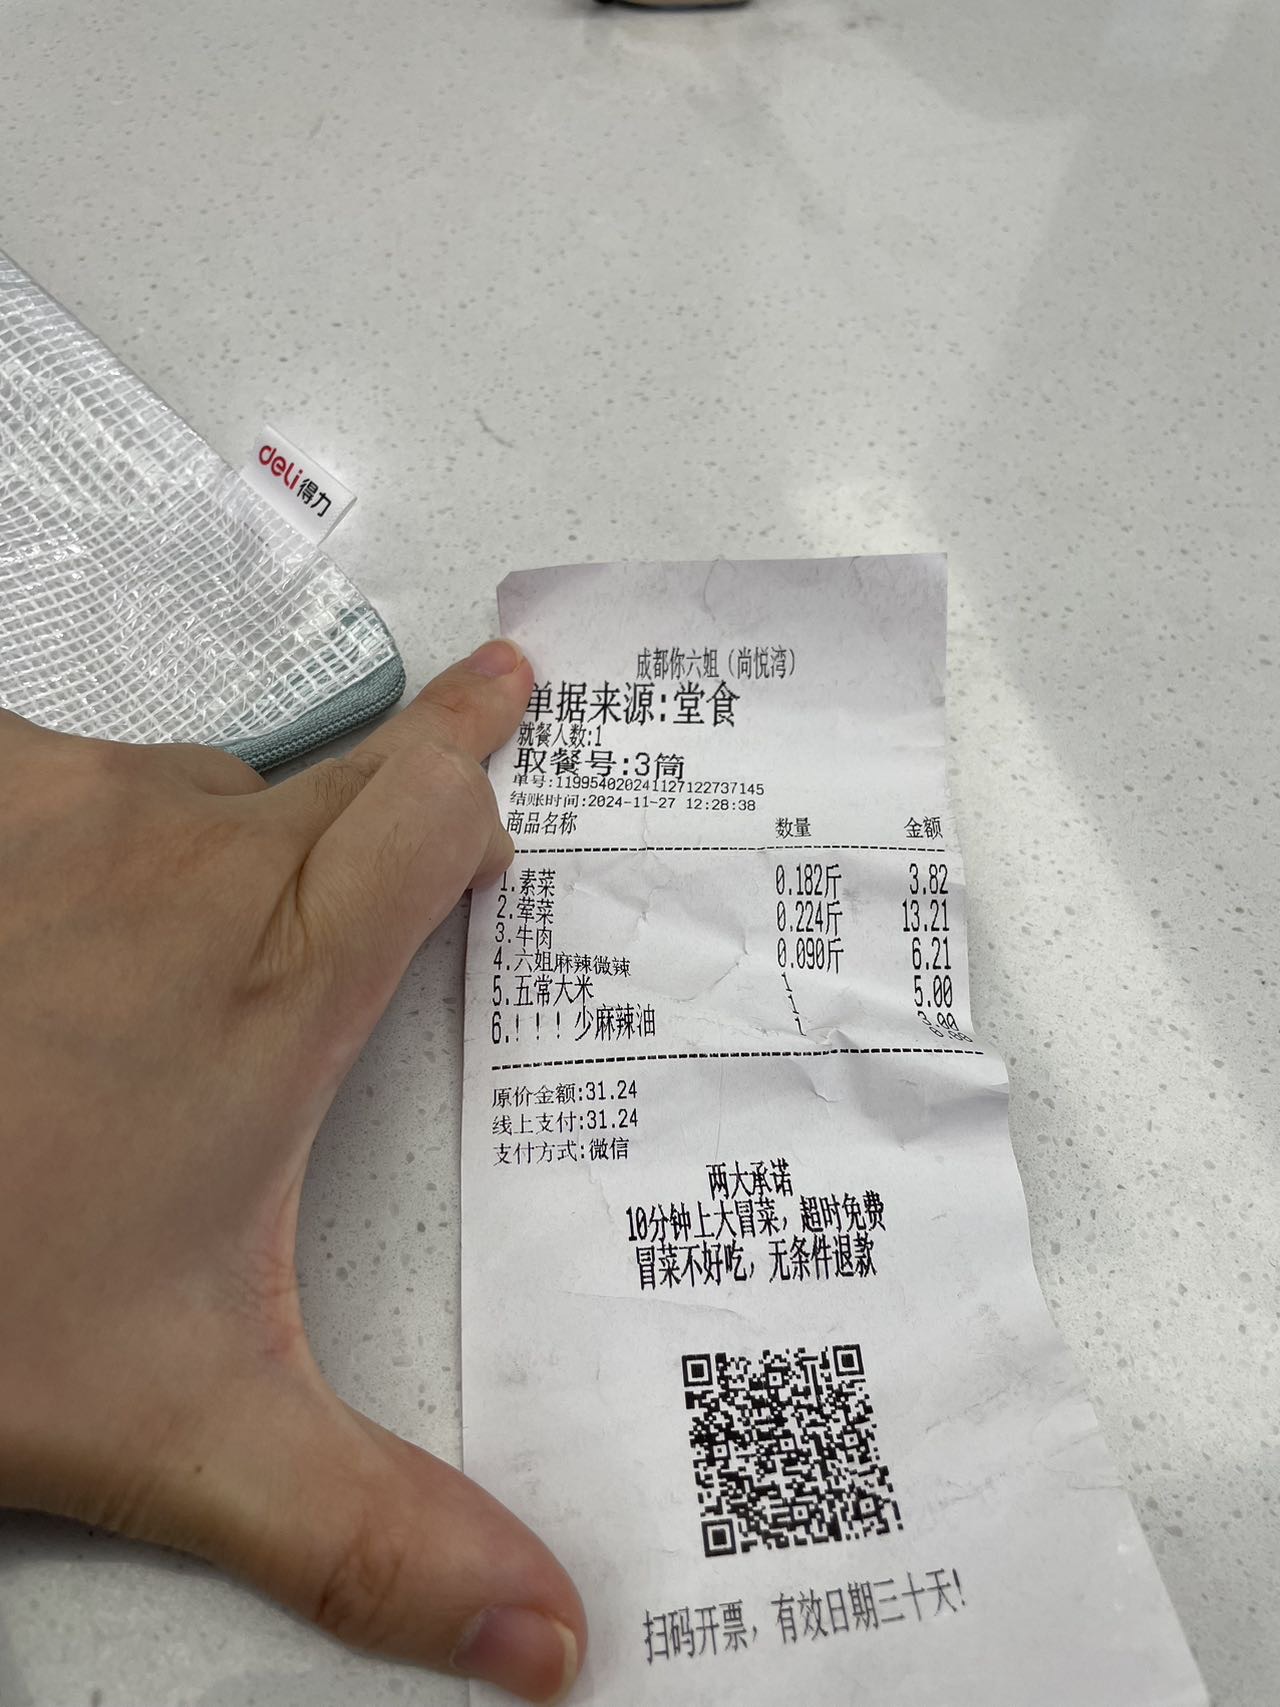 deli得力
成都你六姐（尚悦湾）
单据来源:堂食
就餐人数:1
取餐号:3筒
单号:119954020241127122737145
结账时间:2024-11-27 12:28:38
商品名称 数量 金额
1.素菜 0.182斤 3.82
2.荤菜 0.224斤 13.21
3.牛肉 0.090斤 6.21
4.六姐麻辣微辣 1 5.00
5.五常大米 1 3.00
6.！！！少麻辣油 1 0.00
原价金额:31.24
线上支付:31.24
支付方式:微信
两大承诺
10分钟上大冒菜，超时免费
冒菜不好吃，无条件退款
扫码开票，有效日期三十天！